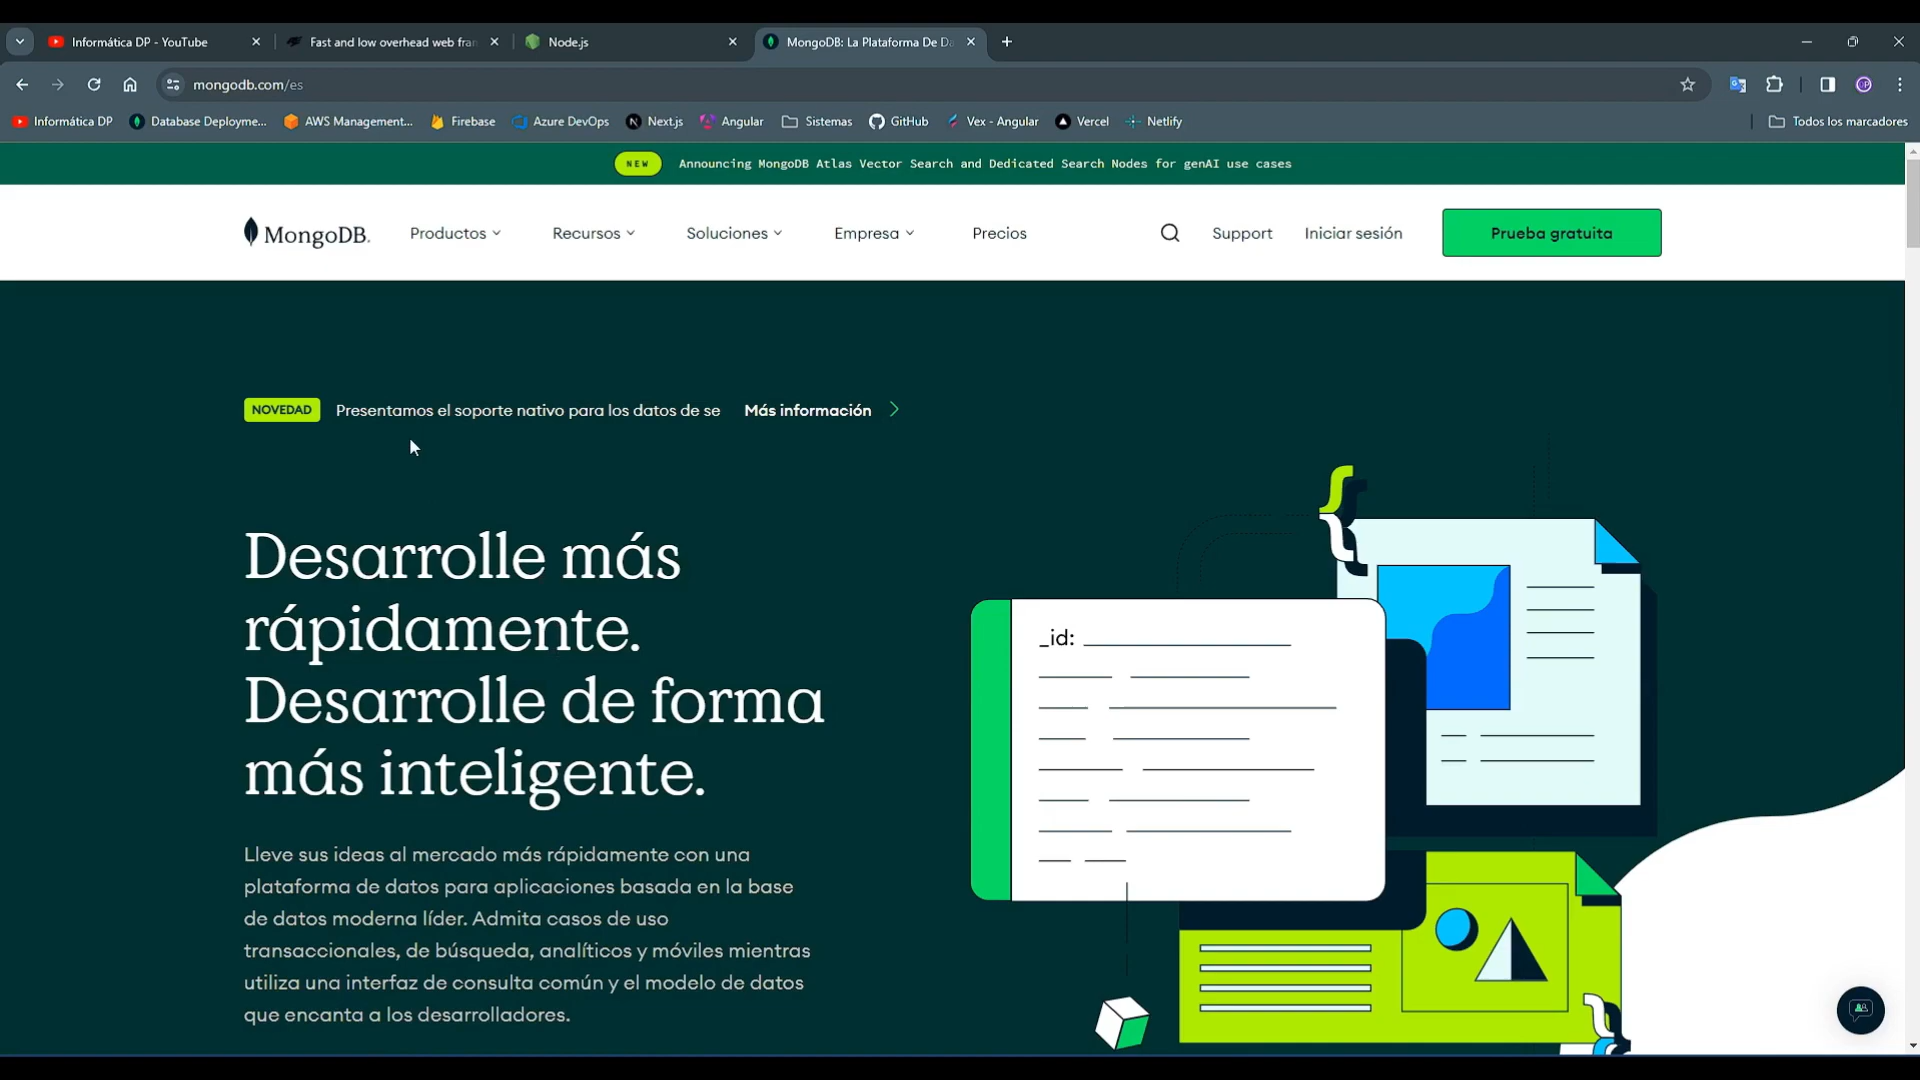 Informática DP - YouTube
Fast and low overhead web fran
Node.js
MongoDB: La Plataforma De Da
mongodb.com/es
Informática DP
Database Deployme...
AWS Management...
Firebase
Azure DevOps
Next.js
Angular
Sistemas
GitHub
Vex - Angular
Vercel
Netlify
Todos los marcadores
NEW Announcing MongoDB Atlas Vector Search and Dedicated Search Nodes for genAI use cases
MongoDB.
Productos
Recursos
Soluciones
Empresa
Precios
Support
Iniciar sesión
Prueba gratuita
NOVEDAD Presentamos el soporte nativo para los datos de se Más información
Desarrolle más
rápidamente.
Desarrolle de forma
más inteligente.
Lleve sus ideas al mercado más rápidamente con una
plataforma de datos para aplicaciones basada en la base
de datos moderna líder. Admita casos de uso
transaccionales, de búsqueda, analíticos y móviles mientras
utiliza una interfaz de consulta común y el modelo de datos
que encanta a los desarrolladores.
_id: